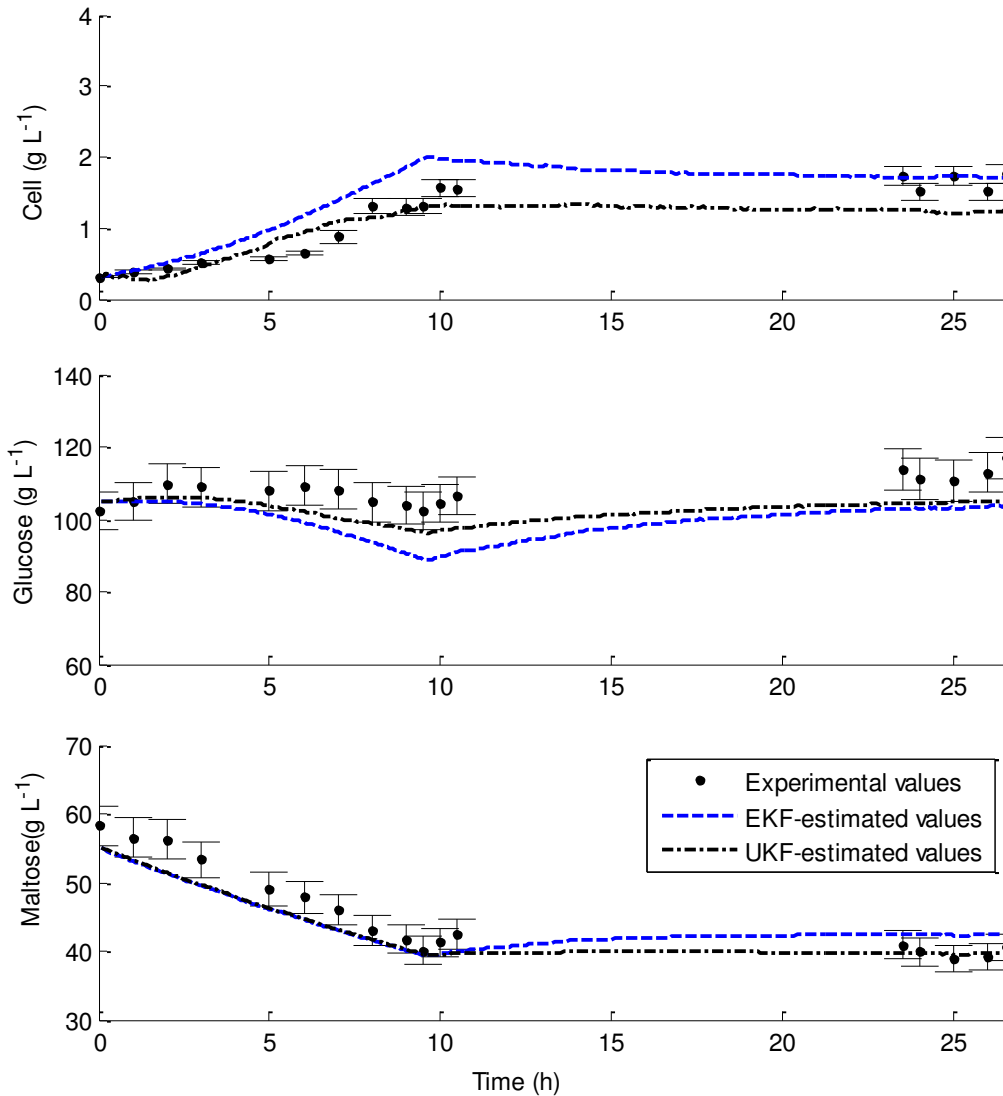 4
3
2
1
0
Cell (g L-1)
0 5 10 15 20 25
140
120
100
80
60
Glucose (g L-1)
0 5 10 15 20 25
70
60
50
40
30
Maltose(g L-1)
Experimental values
EKF-estimated values
UKF-estimated values
0 5 10 15 20 25
Time (h)